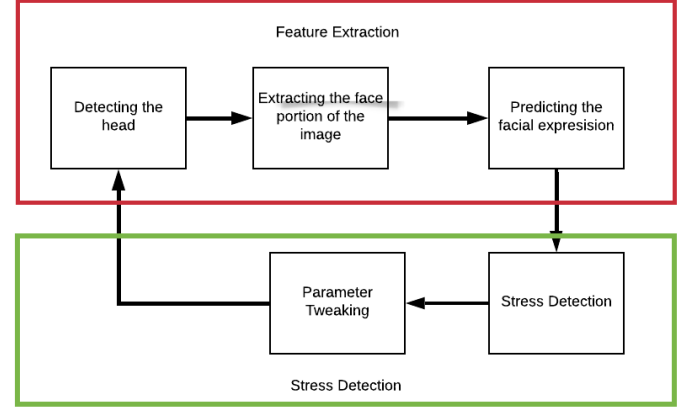 Feature Extraction
Detecting the
head
Extracting the face
portion of the
image
Predicting the
facial expresision
Parameter
Tweaking
Stress Detection
Stress Detection